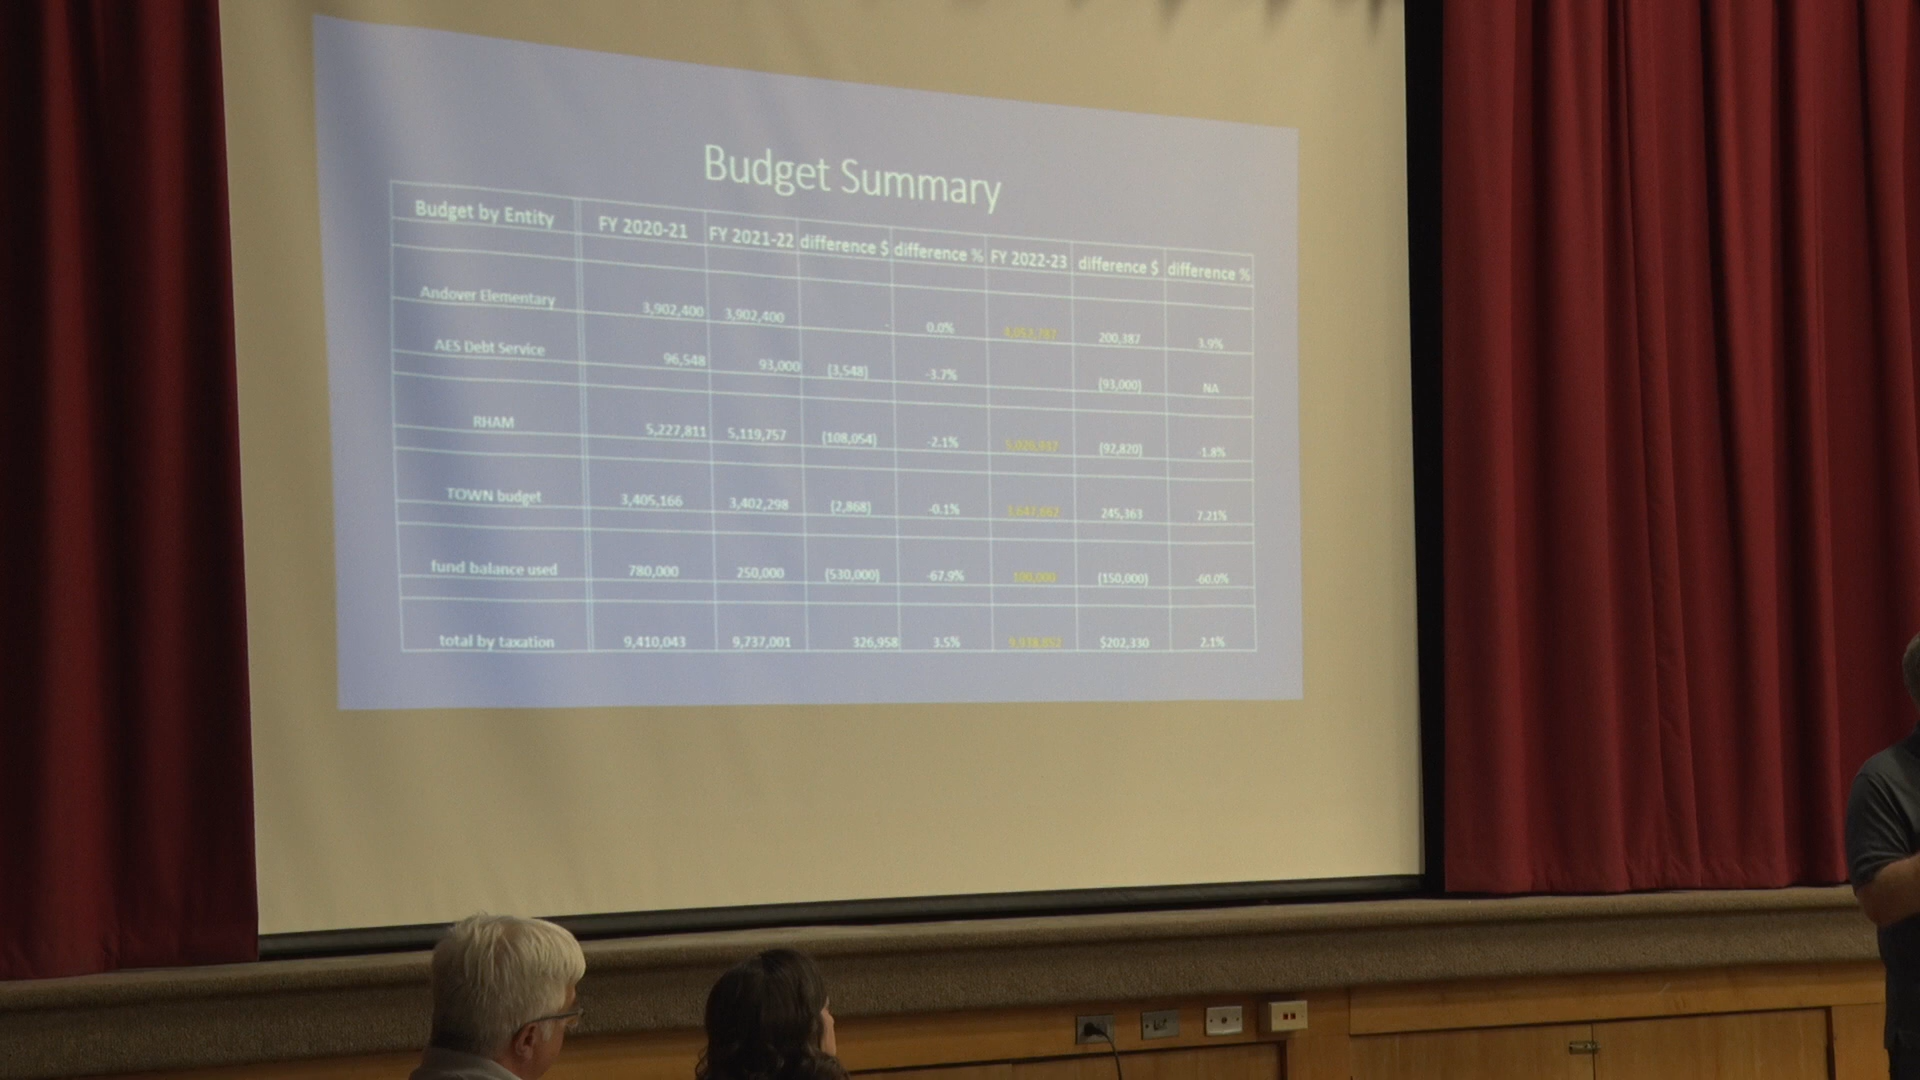 Budget Summary
Budget by Entity FY 2020-21 FY 2021-22 difference $ difference % FY 2022-23 difference $ difference %
Andover Elementary 3,902,400 3,902,400 - 0.0% 200,387 3.9%
AES Debt Service 96,548 93,000 (3,548) -3.7% (93,000) NA
RHAM 5,227,811 5,119,757 (108,054) -2.1% (92,820) -1.8%
TOWN budget 3,405,166 3,402,298 (2,868) -0.1% 245,363 7.21%
fund balance used 780,000 250,000 (530,000) -67.9% 100,000 (150,000) -60.0%
total by taxation 9,410,043 9,737,001 326,958 3.5% $202,330 2.1%